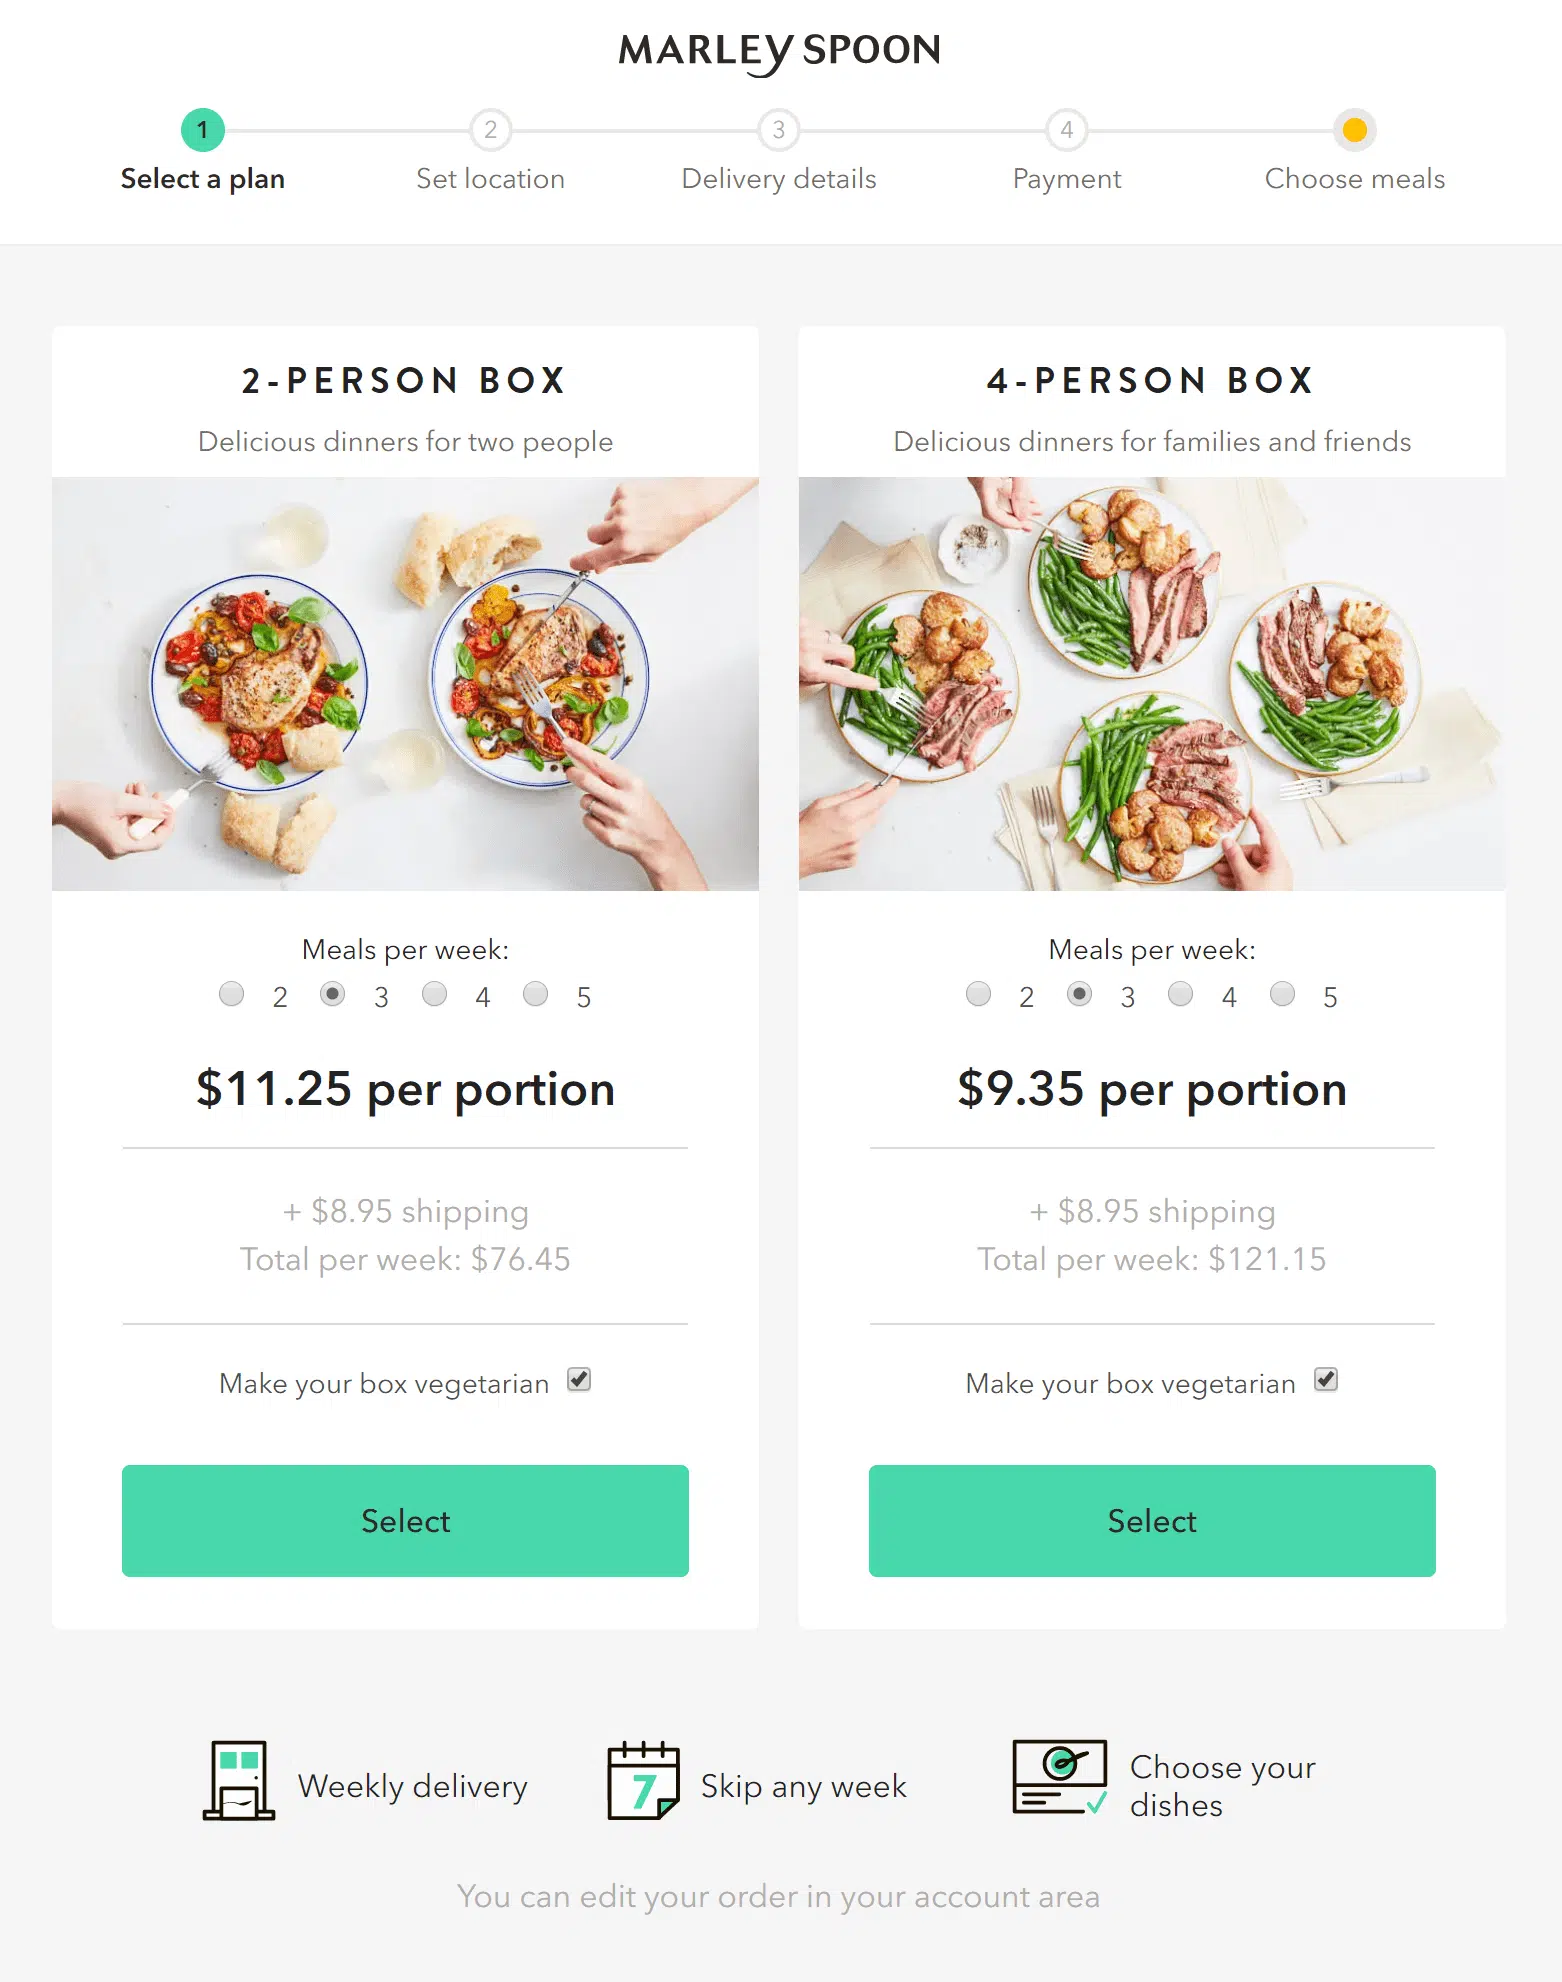 MARLEY SPOON
1
2
3
4
Select a plan
Set location
Delivery details
Payment
Choose meals
2-PERSON BOX
Delicious dinners for two people
Meals per week:
2 3 4 5
$11.25 per portion
+ $8.95 shipping
Total per week: $76.45
Make your box vegetarian
Select
4-PERSON BOX
Delicious dinners for families and friends
Meals per week:
2 3 4 5
$9.35 per portion
+ $8.95 shipping
Total per week: $121.15
Make your box vegetarian
Select
Weekly delivery
7
Skip any week
Choose your
dishes
You can edit your order in your account area